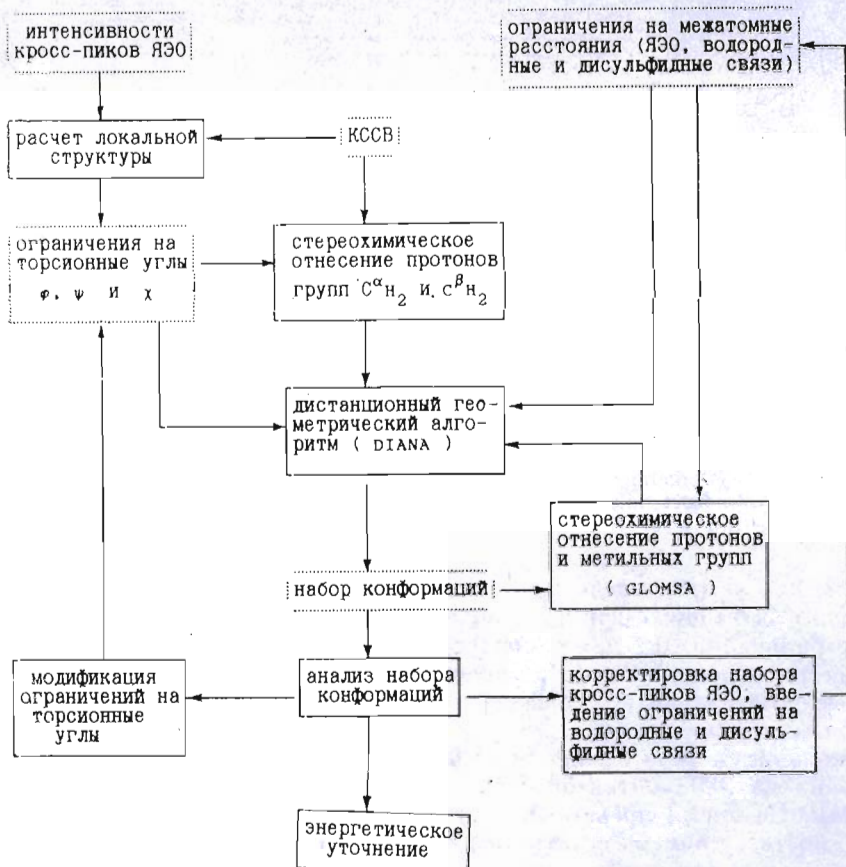 интенсивности
кросс-пиков ЯЭО
ограничения на межатомные
расстояния (ЯЭО, водород-
ные и дисульфидные связи)
расчет локальной
структуры
КССВ
ограничения на
торсионные углы
φ, ψ и χ
стереохимическое
отнесение протонов
групп CᵅH₂ и CᵝH₂
дистанционный гео-
метрический алго-
ритм ( DIANA )
стереохимическое
отнесение протонов
и метильных групп
( GLOMSA )
набор конформаций
модификация
ограничений на
торсионные
углы
анализ набора
конформаций
корректировка набора
кросс-пиков ЯЭО, вве-
дение ограничений на
водородные и дисуль-
фидные связи
энергетическое
уточнение